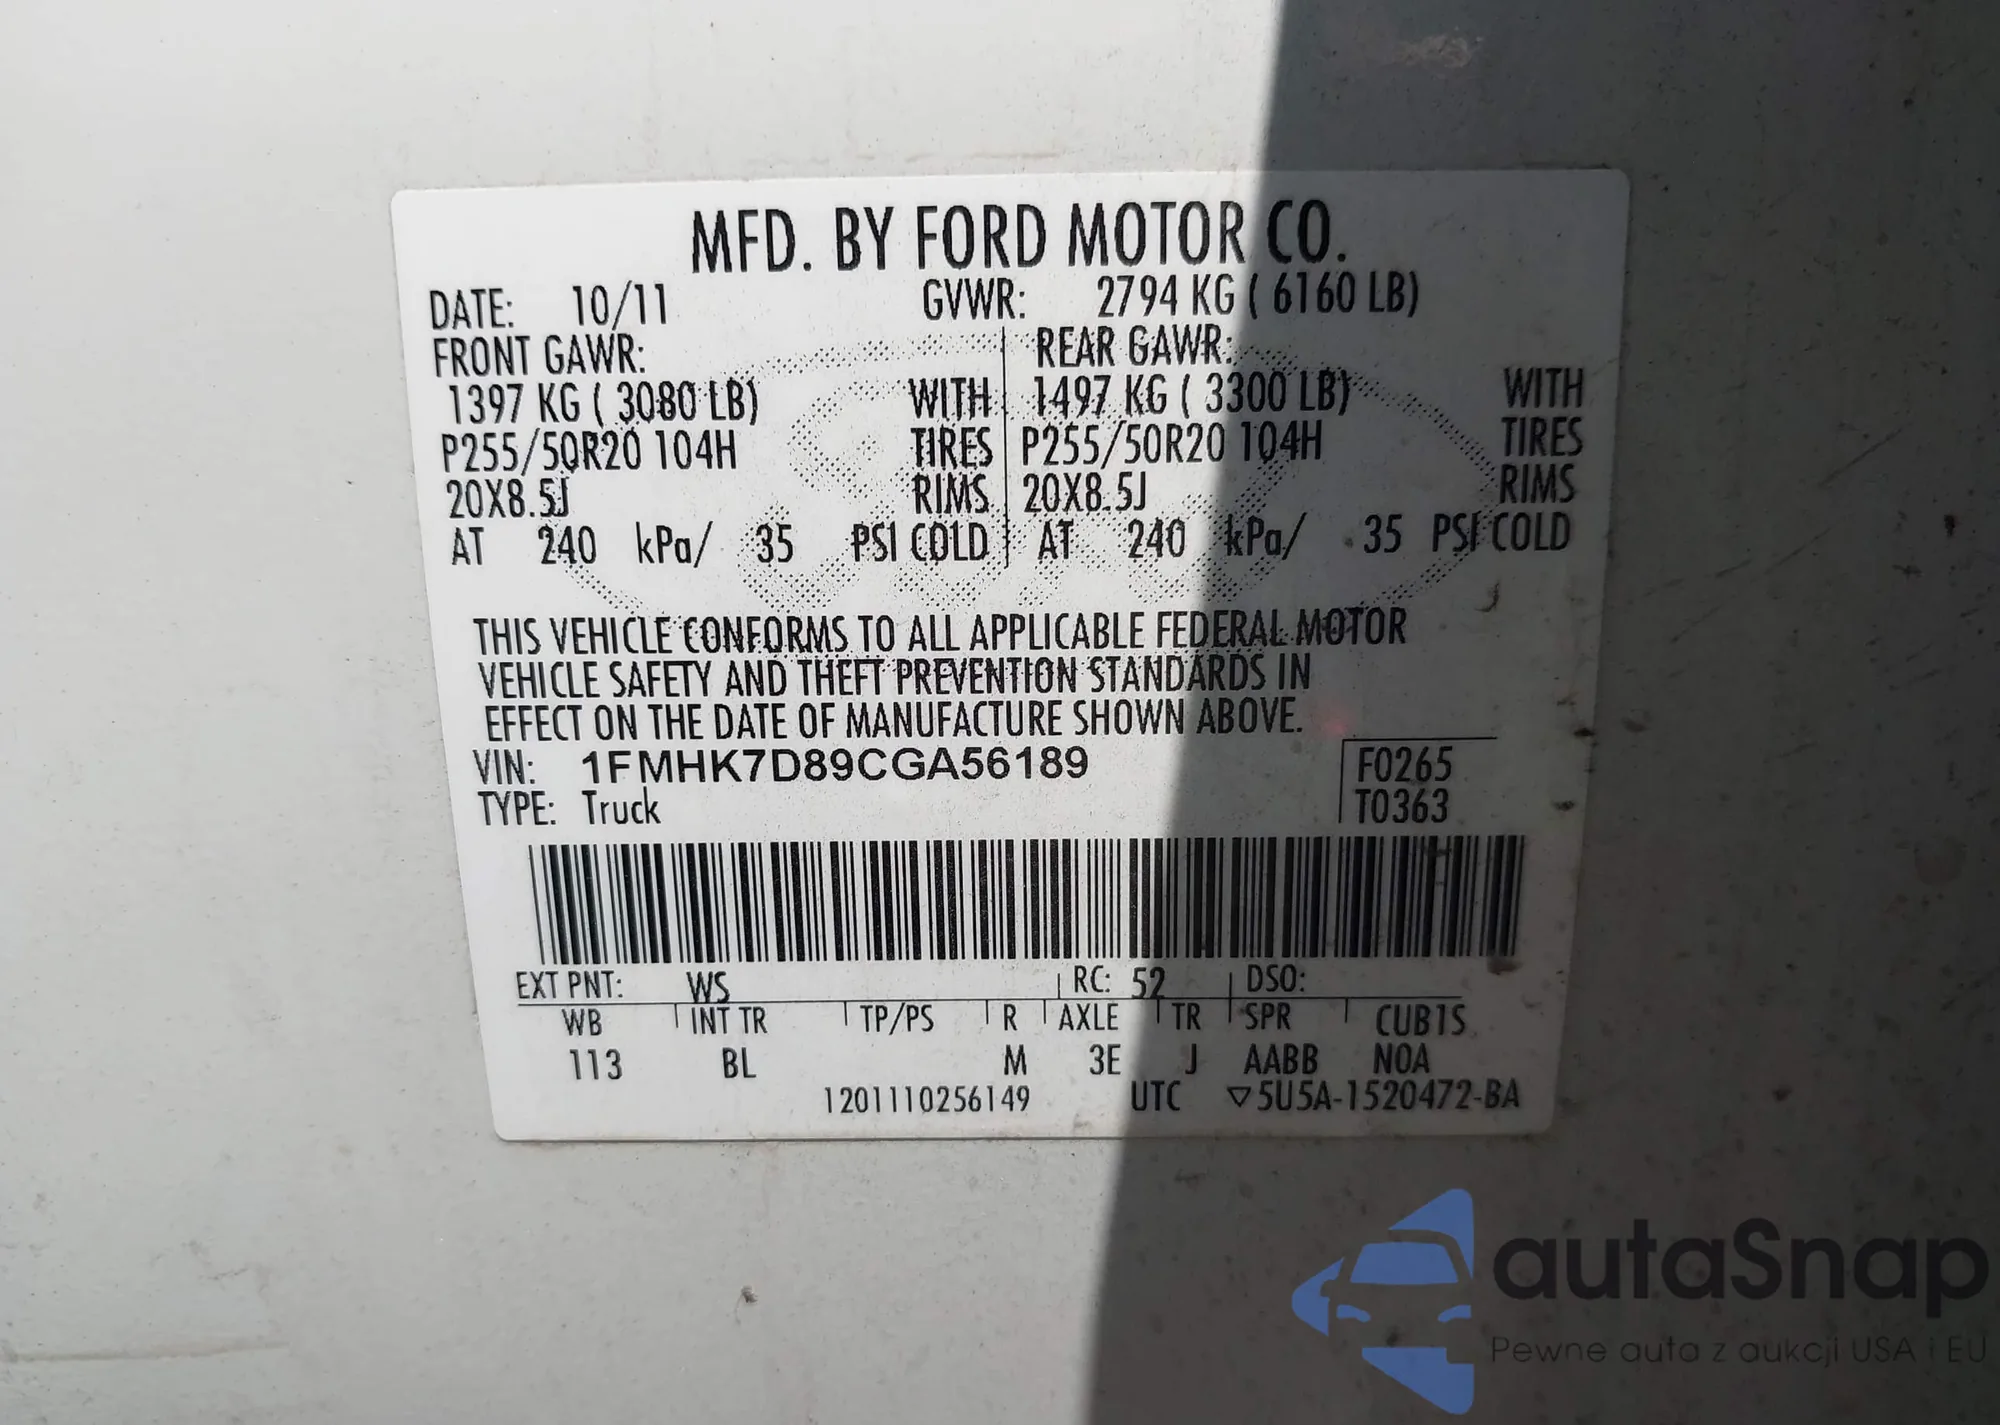 MFD. BY FORD MOTOR CO.
DATE: 10/11 GVWR: 2794 KG ( 6160 LB)
FRONT GAWR: REAR GAWR:
1397 KG ( 3080 LB) WITH 1497 KG ( 3300 LB) WITH
P255/50R20 104H TIRES P255/50R20 104H TIRES
20X8.5J RIMS 20X8.5J RIMS
AT 240 kPa/ 35 PSI COLD AT 240 kPa/ 35 PSI COLD
THIS VEHICLE CONFORMS TO ALL APPLICABLE FEDERAL MOTOR
VEHICLE SAFETY AND THEFT PREVENTION STANDARDS IN
EFFECT ON THE DATE OF MANUFACTURE SHOWN ABOVE.
VIN: 1FMHK7D89CGA56189 F0265
TYPE: Truck T0363
EXT PNT: WS RC: 52 DSO:
WB INT TR TP/PS R AXLE TR SPR CUB1S
113 BL M 3E J AABB NOA
1201110256149 UTC ▽5U5A-1520472-BA
autaSnap
Pewne auta z aukcji USA i EU